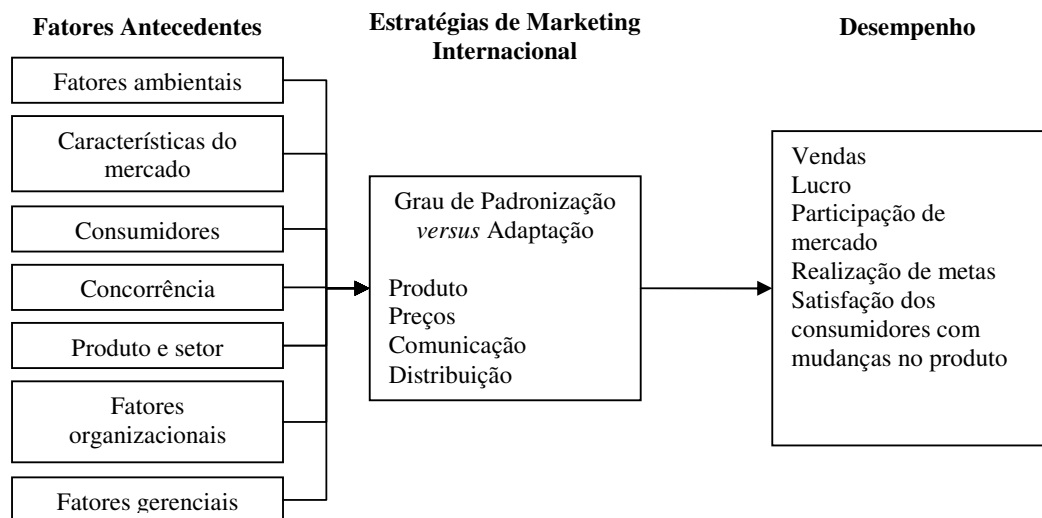 Fatores Antecedentes
Fatores ambientais
Características do
mercado
Consumidores
Concorrência
Produto e setor
Fatores
organizacionais
Fatores gerenciais
Estratégias de Marketing
Internacional
Grau de Padronização
versus Adaptação
Produto
Preços
Comunicação
Distribuição
Desempenho
Vendas
Lucro
Participação de
mercado
Realização de metas
Satisfação dos
consumidores com
mudanças no produto